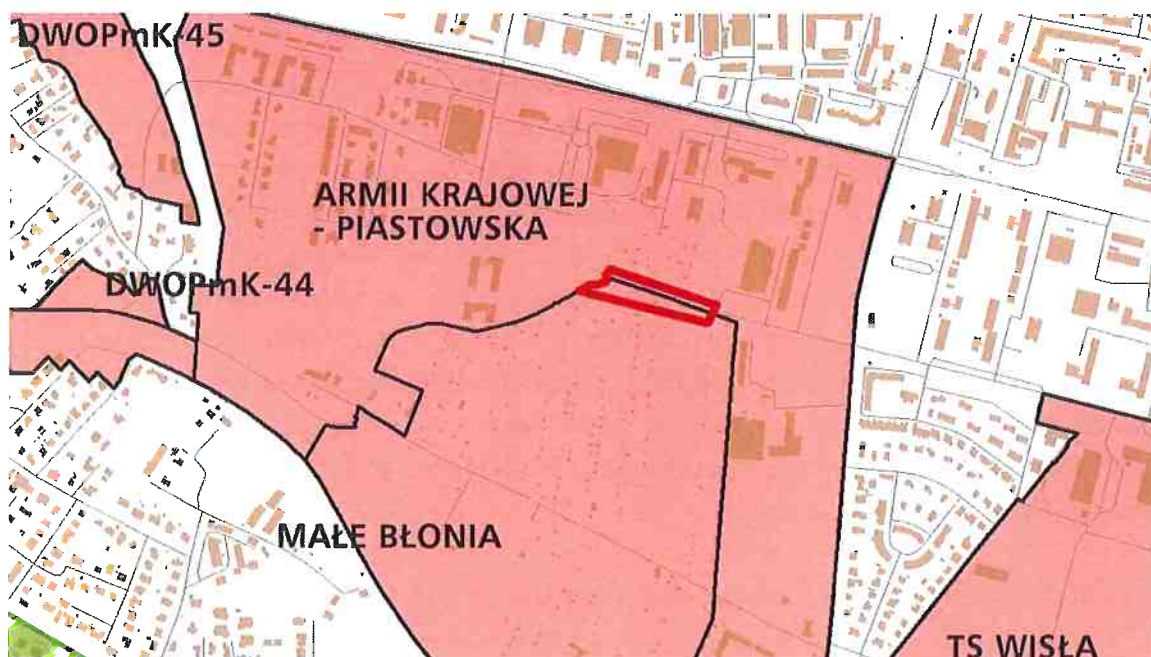 DWOPmK-45
ARMII KRAJOWEJ
- PIASTOWSKA
DWOPmK-44
MAŁE BŁONIA
TS WISŁA